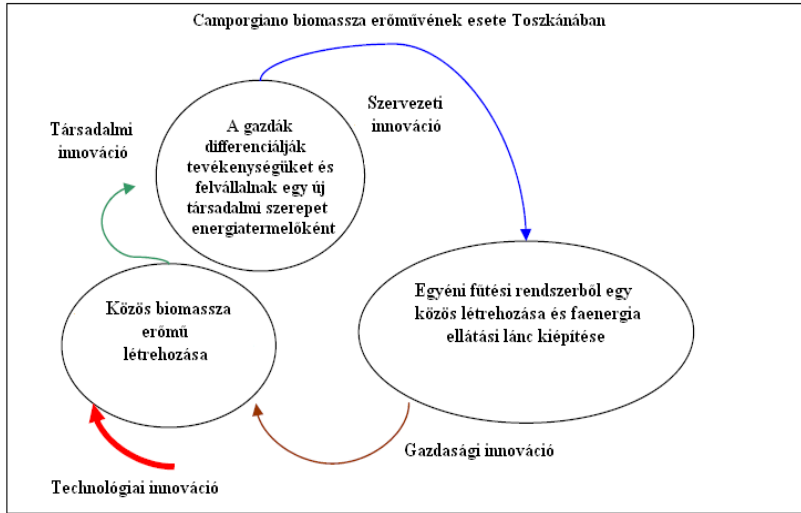 Camporgiano biomassza erőművének esete Toszkánában
Társadalmi
innováció
A gazdák
differenciálják
tevékenységüket és
felvállalnak egy új
társadalmi szerepet
energiatermelőként
Szervezeti
innováció
Közös biomassza
erőmű
létrehozása
Egyéni fűtési rendszerből egy
közös létrehozása és faenergia
ellátási lánc kiépítése
Gazdasági innováció
Technológiai innováció